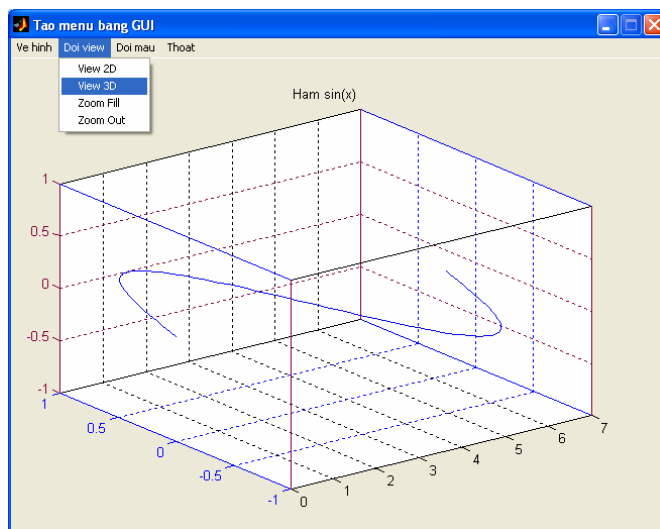 Tao menu bang GUI
Ve hinh Doi view Doi mau Thoat
View 2D
View 3D
Zoom Fill
Zoom Out
Ham sin(x)
1
0.5
0
-0.5
-1
1
0.5
0
-0.5
-1
0
1
2
3
4
5
6
7